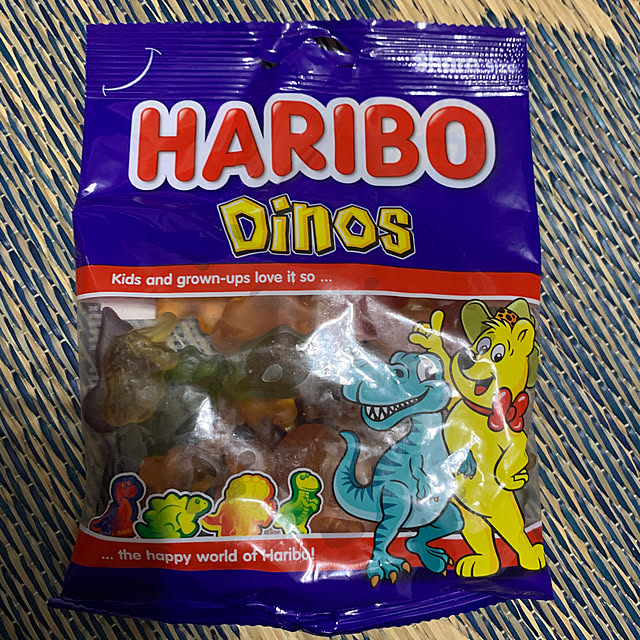 HARIBO
Dinos
Kids and grown-ups love it so ...
... the happy world of Haribo!